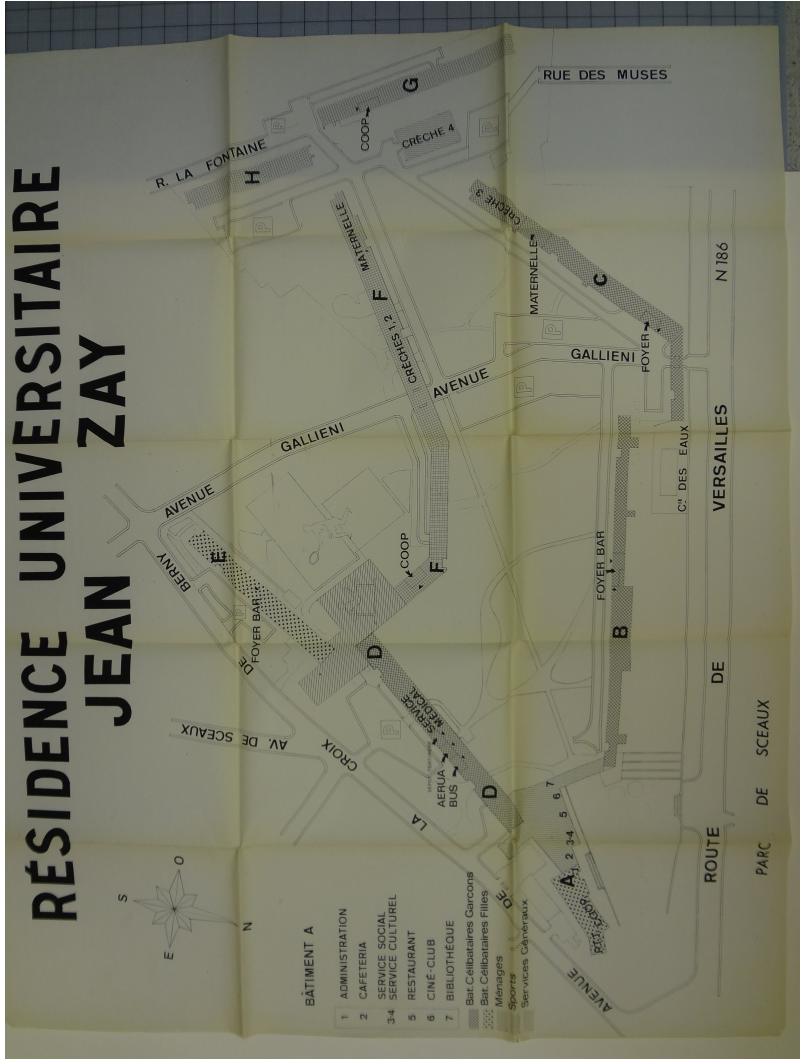 RÉSIDENCE UNIVERSITAIRE
JEAN ZAY
S
O
E
N
BÂTIMENT A
1 ADMINISTRATION
2 CAFETERIA
3-4 SERVICE SOCIAL
SERVICE CULTUREL
5 RESTAURANT
6 CINÉ-CLUB
7 BIBLIOTHÈQUE
Bat. Célibataires Garcons
Bat. Célibataires Filles
Ménages
Sports
Services Généraux
AVENUE DE LA CROIX DE BERNY
AV. DE SCEAUX
AVENUE GALLIENI
AVENUE GALLIENI
R. LA FONTAINE
RUE DES MUSES
ROUTE DE VERSAILLES
N 186
PARC DE SCEAUX
A
1 2 3-4 5 6 7
B
FOYER BAR
C
FOYER
MATERNELLE
CRÈCHE 3
Cie DES EAUX
D
D
SERVICE MÉDICAL
AERUA
BUS
E
FOYER BAR
F
COOP
F
CRÈCHES 1,2
MATERNELLE
G
COOP
CRÈCHE 4
H
P
P
P
P
P
P
P